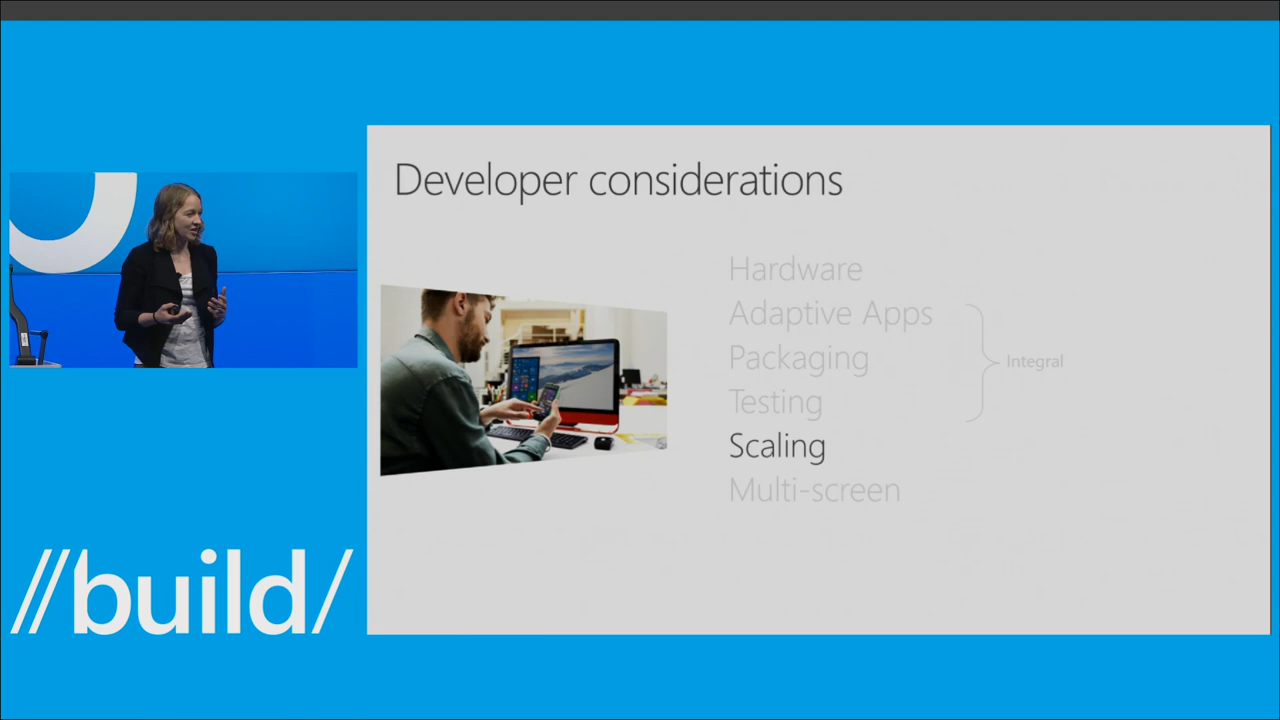 Developer considerations
Hardware
Adaptive Apps
Packaging
Testing
Integral
Scaling
Multi-screen
//build/